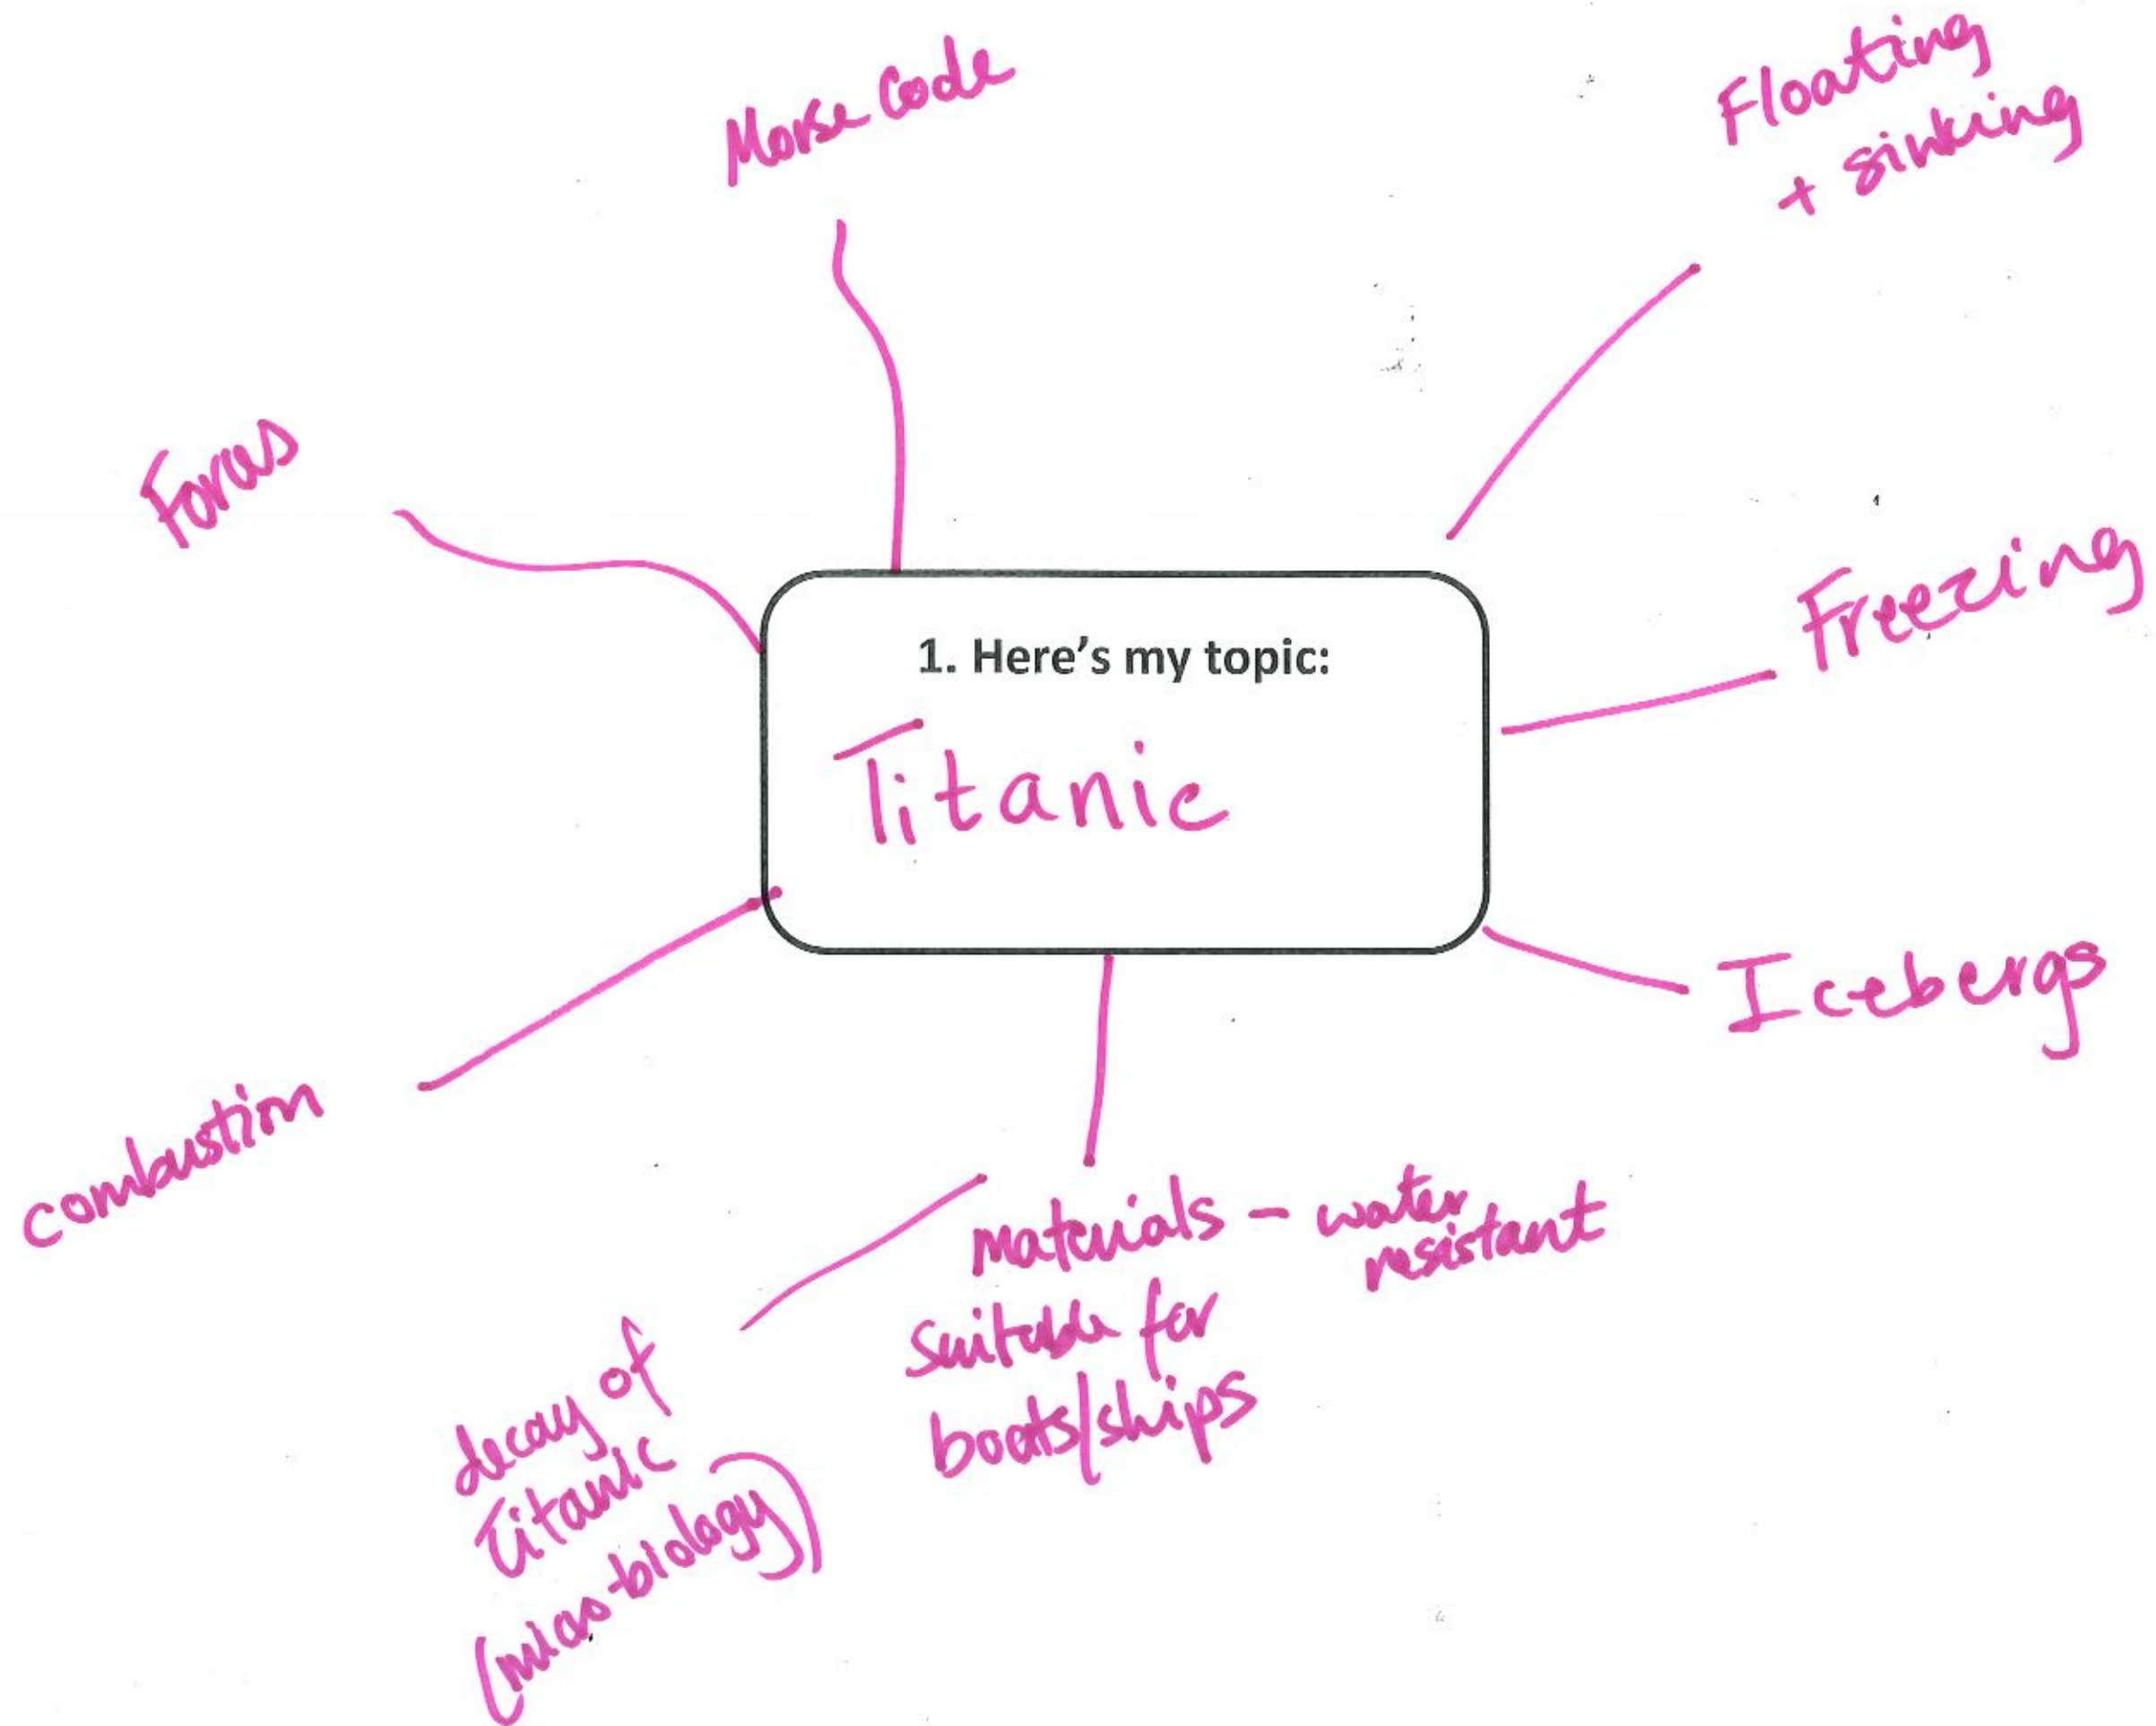 Morse Code
Floating
+ sinking
Forces
Freezing
1. Here's my topic:
Titanic
Icebergs
combustion
materials - water
resistant
suitable for
boats/ships
decay of
Titanic
(micro-biology)